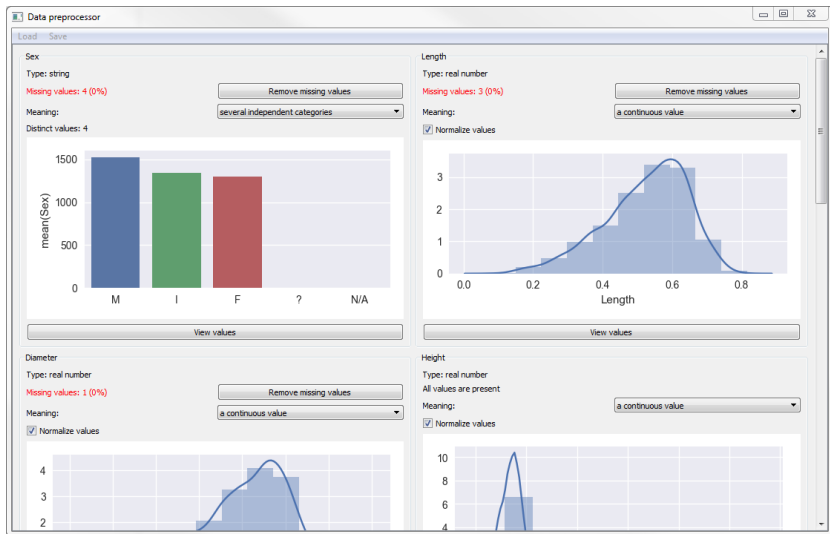 Data preprocessor
Load Save
Sex
Type: string
Missing values: 4 (0%)
Remove missing values
Meaning:
several independent categories
Distinct values: 4
1500
1000
500
0
mean(Sex)
M I F ? N/A
View values
Length
Type: real number
Missing values: 3 (0%)
Remove missing values
Meaning:
a continuous value
Normalize values
3
2
1
0
0.0 0.2 0.4 0.6 0.8
Length
View values
Diameter
Type: real number
Missing values: 1 (0%)
Remove missing values
Meaning:
a continuous value
Normalize values
4
3
2
Height
Type: real number
All values are present
Meaning:
a continuous value
Normalize values
10
8
6
4